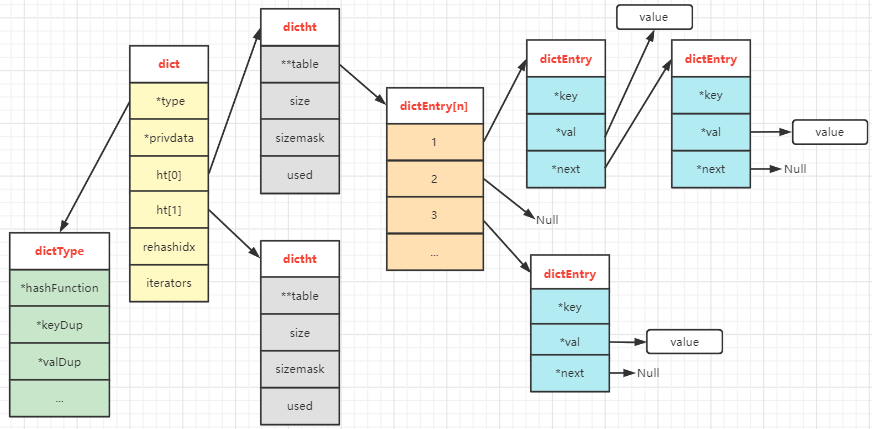 dict
*type
*privdata
ht[0]
ht[1]
rehashidx
iterators
dictType
*hashFunction
*keyDup
*valDup
...
dictht
**table
size
sizemask
used
dictht
**table
size
sizemask
used
dictEntry[n]
1
2
3
...
Null
dictEntry
*key
*val
*next
value
dictEntry
*key
*val
*next
value
Null
dictEntry
*key
*val
*next
value
Null